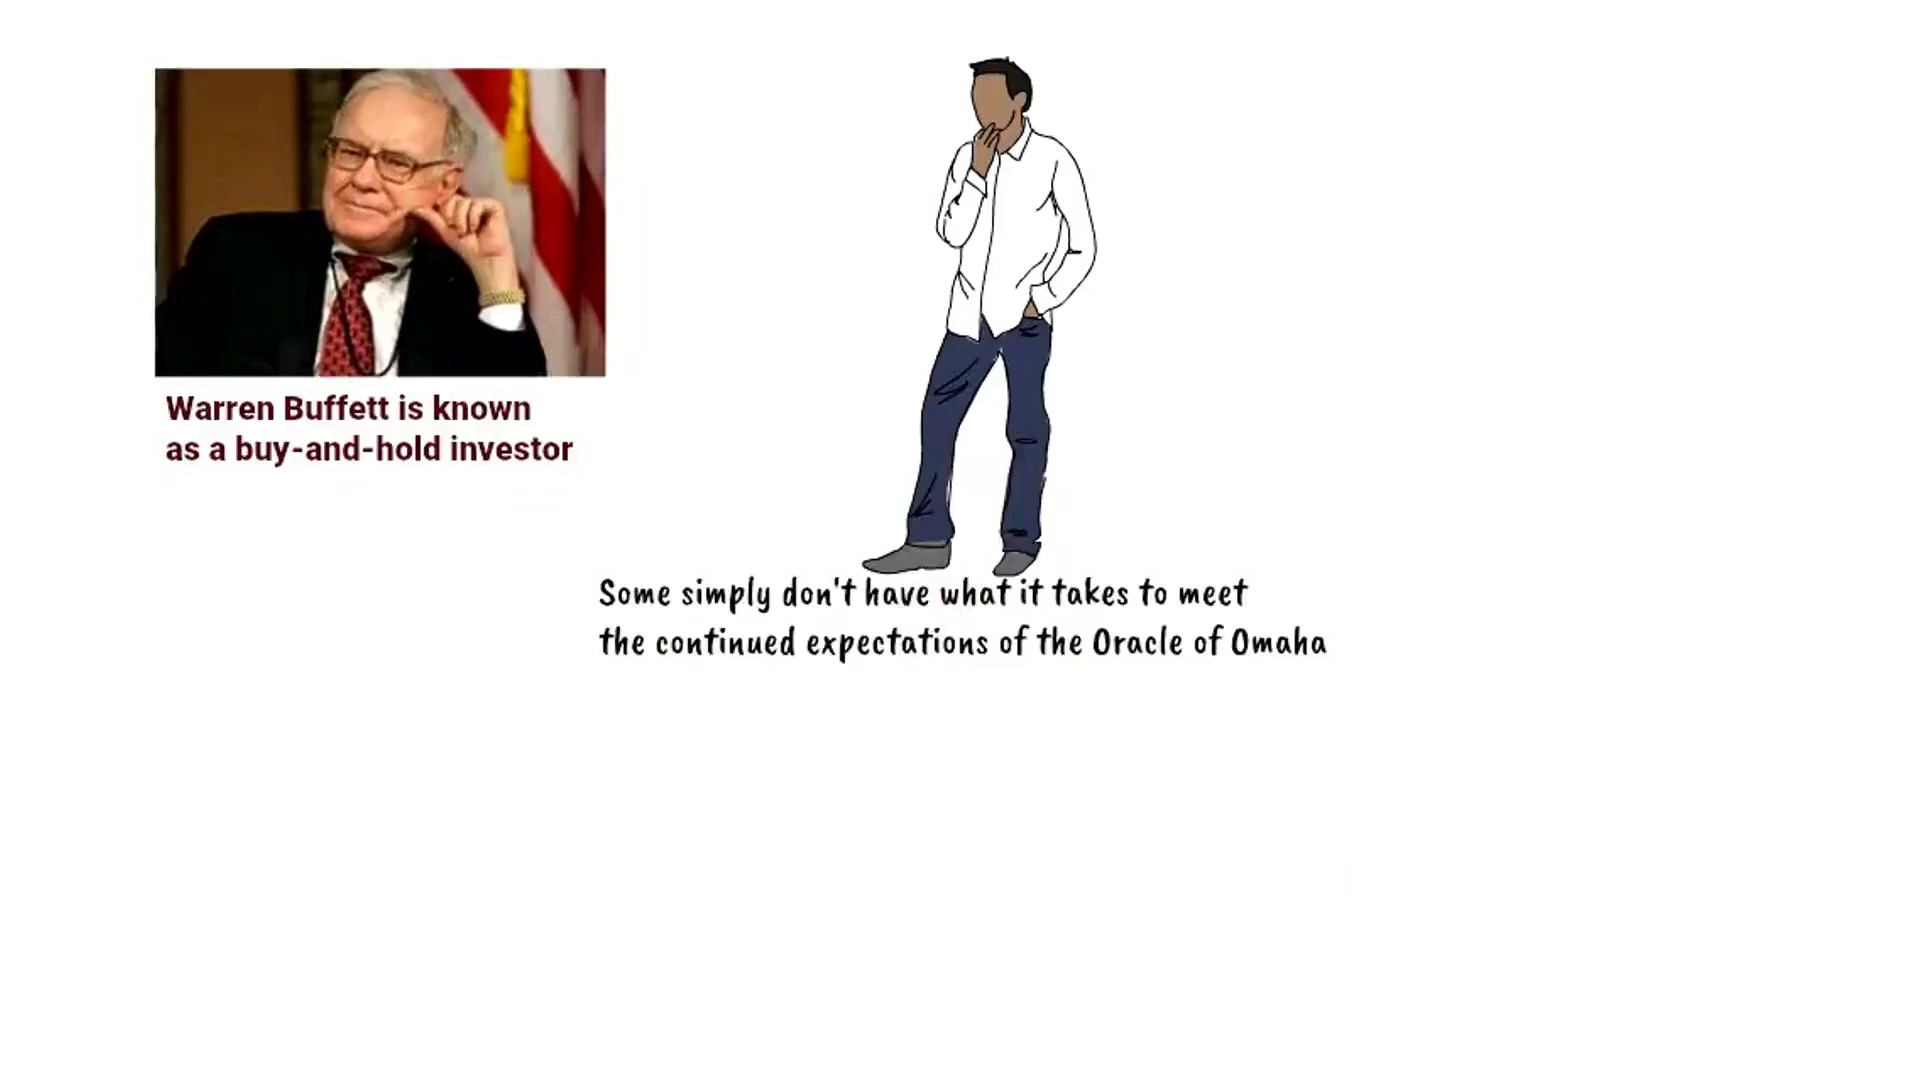 Warren Buffett is known
as a buy-and-hold investor
Some simply don't have what it takes to meet
the continued expectations of the Oracle of Omaha